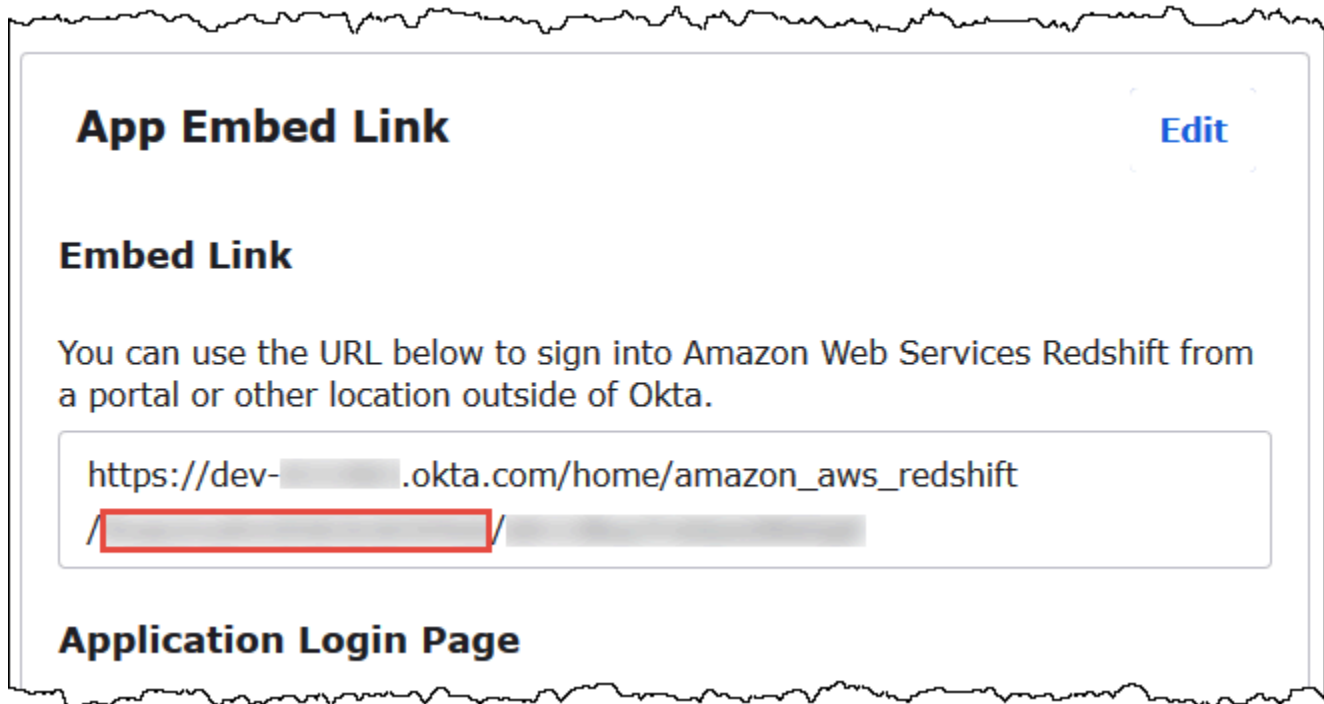 App Embed Link
Edit
Embed Link
You can use the URL below to sign into Amazon Web Services Redshift from
a portal or other location outside of Okta.
https://dev- .okta.com/home/amazon_aws_redshift
/ /
Application Login Page